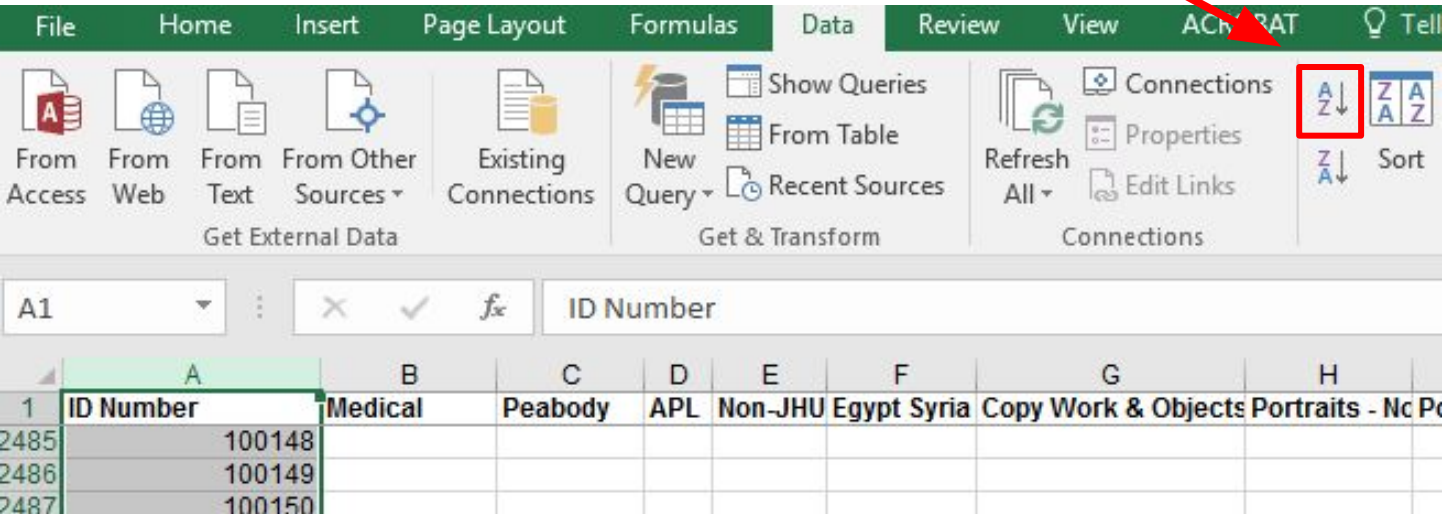 File Home Insert Page Layout Formulas Data Review View Tell
Show Queries Connections A Z Z A A Z
From Table Properties
From Access From Web From Text From Other Sources Existing Connections New Query Recent Sources Refresh All Edit Links Z A Sort
Get External Data Get & Transform Connections
A1 fx ID Number
A B C D E F G H
1 ID Number Medical Peabody APL Non-JHU Egypt Syria Copy Work & Objects Portraits - No Po
2485 100148
2486 100149
2487 100150